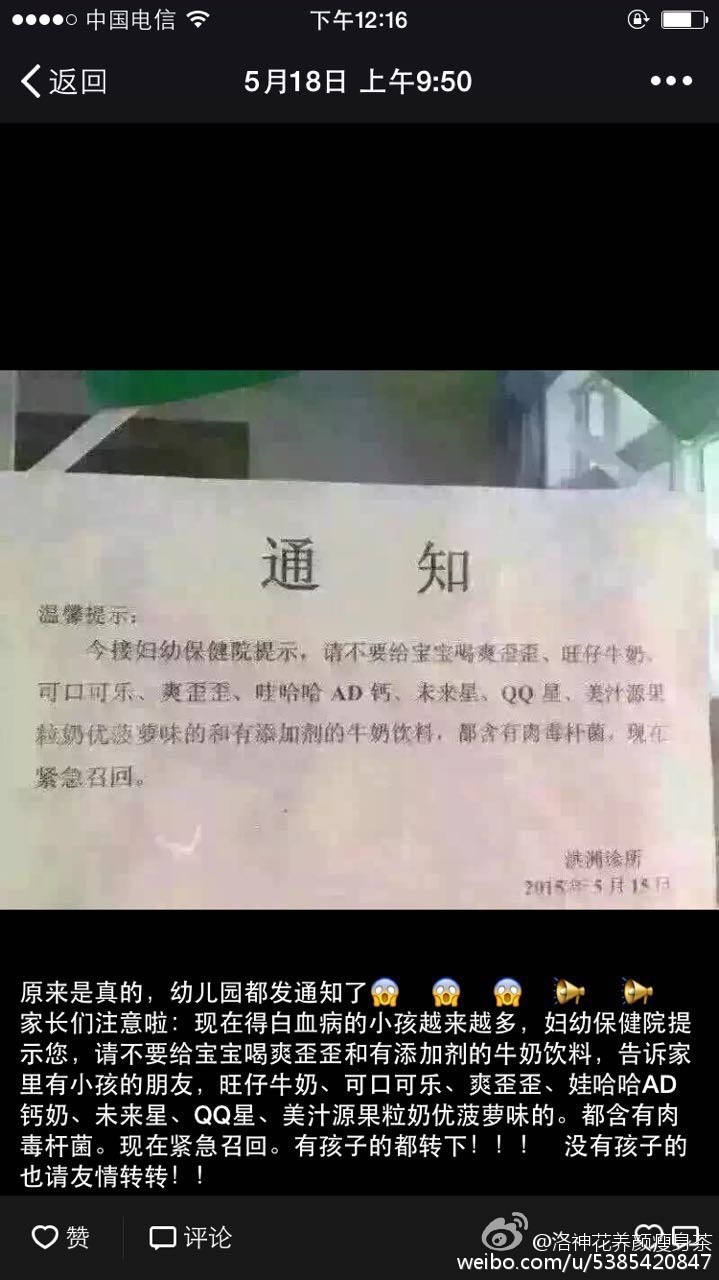 中国电信 下午12:16
返回 5月18日 上午9:50
通 知
温馨提示:
今接妇幼保健院提示,请不要给宝宝喝爽歪歪、旺仔牛奶、
可口可乐、爽歪歪、哇哈哈 AD 钙、未来星、QQ 星、美汁源果
粒奶优菠萝味的和有添加剂的牛奶饮料,都含有肉毒杆菌,现在
紧急召回。
滨洲诊所
2015年5月15日
原来是真的,幼儿园都发通知了😱 😱 😱 📢 📢
家长们注意啦:现在得白血病的小孩越来越多,妇幼保健院提
示您,请不要给宝宝喝爽歪歪和有添加剂的牛奶饮料,告诉家
里有小孩的朋友,旺仔牛奶、可口可乐、爽歪歪、娃哈哈AD
钙奶、未来星、QQ星、美汁源果粒奶优菠萝味的。都含有肉
毒杆菌。现在紧急召回。有孩子的都转下!!! 没有孩子的
也请友情转转!!
赞 评论
@洛神花养颜瘦身茶
weibo.com/u/5385420847